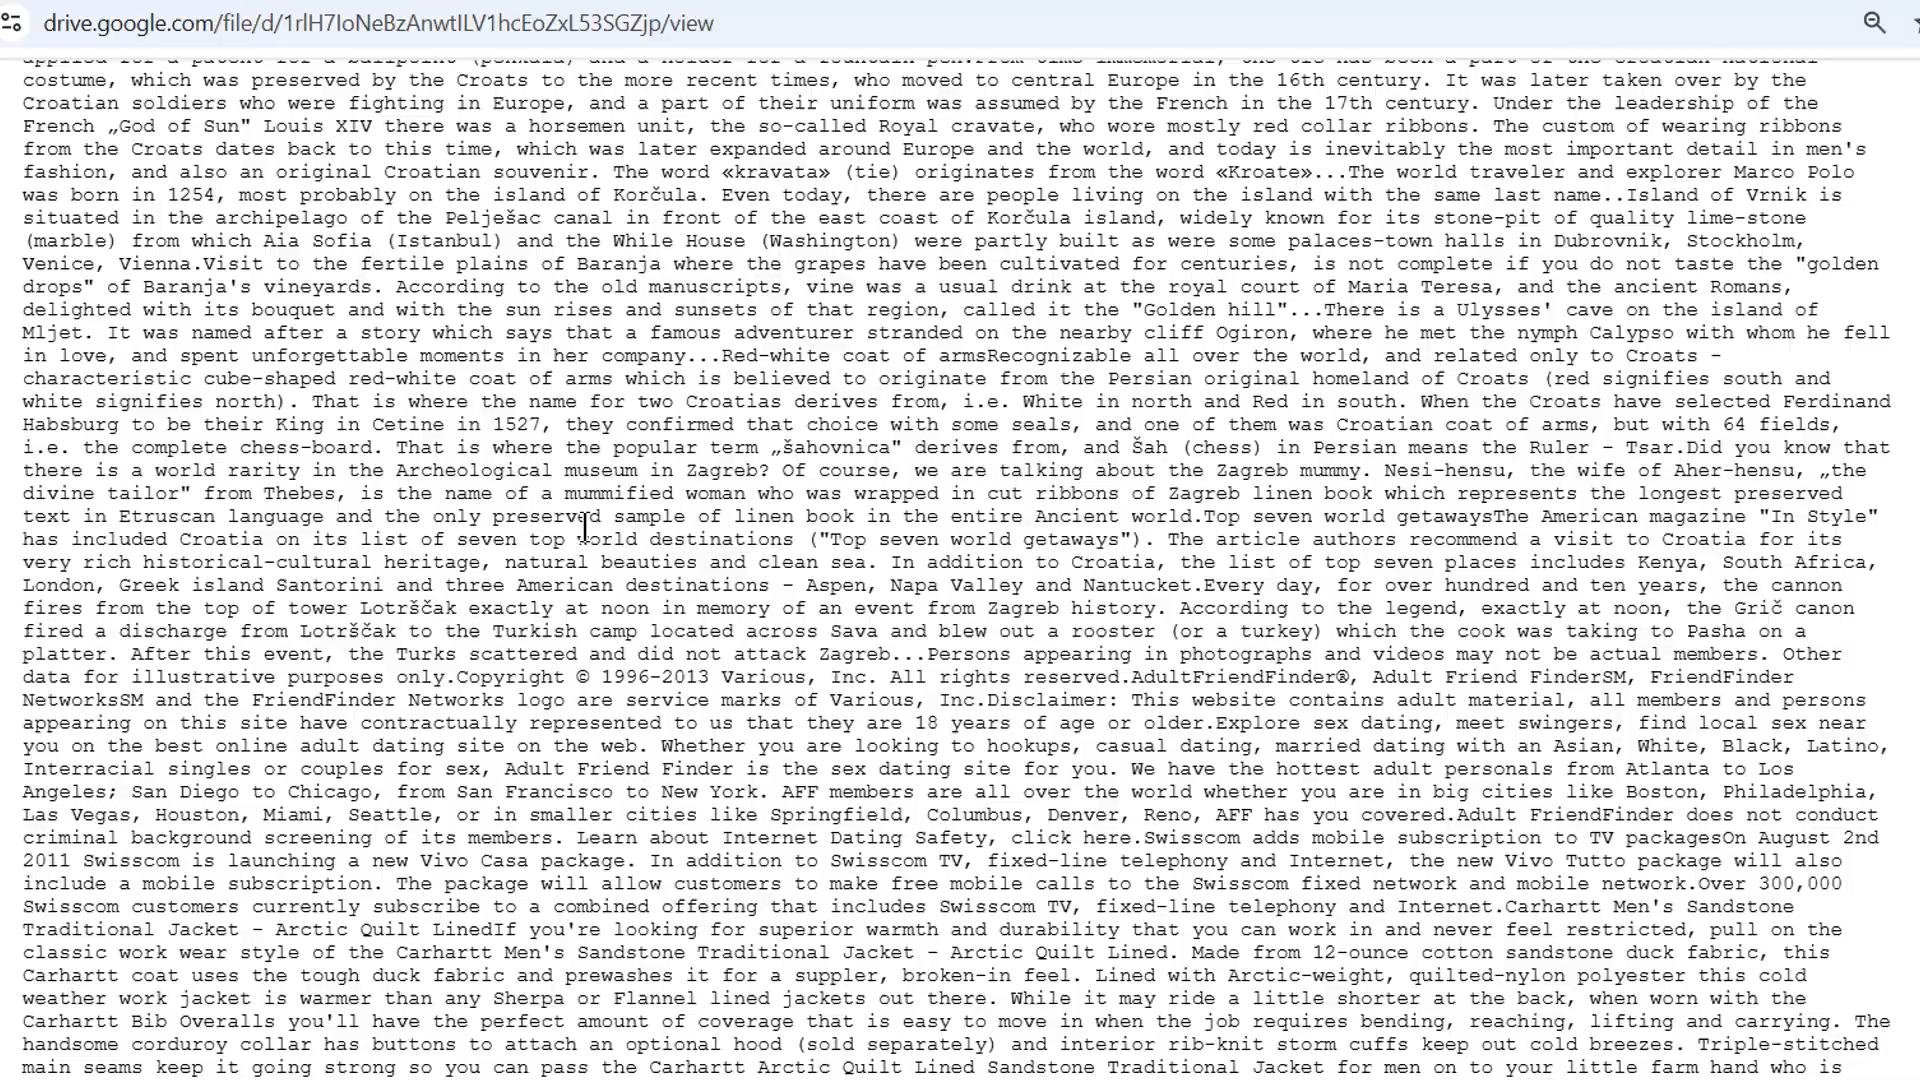 drive.google.com/file/d/1rlH7IoNeBzAnwtILV1hcEoZxL53SGZjp/view
applied for a patent for a ballpoint (penkala) and a holder for a fountain pen.From time immemorial, the tie has been a part of the Croatian national
costume, which was preserved by the Croats to the more recent times, who moved to central Europe in the 16th century. It was later taken over by the
Croatian soldiers who were fighting in Europe, and a part of their uniform was assumed by the French in the 17th century. Under the leadership of the
French „God of Sun" Louis XIV there was a horsemen unit, the so-called Royal cravate, who wore mostly red collar ribbons. The custom of wearing ribbons
from the Croats dates back to this time, which was later expanded around Europe and the world, and today is inevitably the most important detail in men's
fashion, and also an original Croatian souvenir. The word «kravata» (tie) originates from the word «Kroate»...The world traveler and explorer Marco Polo
was born in 1254, most probably on the island of Korčula. Even today, there are people living on the island with the same last name..Island of Vrnik is
situated in the archipelago of the Pelješac canal in front of the east coast of Korčula island, widely known for its stone-pit of quality lime-stone
(marble) from which Aia Sofia (Istanbul) and the While House (Washington) were partly built as were some palaces-town halls in Dubrovnik, Stockholm,
Venice, Vienna.Visit to the fertile plains of Baranja where the grapes have been cultivated for centuries, is not complete if you do not taste the "golden
drops" of Baranja's vineyards. According to the old manuscripts, vine was a usual drink at the royal court of Maria Teresa, and the ancient Romans,
delighted with its bouquet and with the sun rises and sunsets of that region, called it the "Golden hill"...There is a Ulysses' cave on the island of
Mljet. It was named after a story which says that a famous adventurer stranded on the nearby cliff Ogiron, where he met the nymph Calypso with whom he fell
in love, and spent unforgettable moments in her company...Red-white coat of armsRecognizable all over the world, and related only to Croats -
characteristic cube-shaped red-white coat of arms which is believed to originate from the Persian original homeland of Croats (red signifies south and
white signifies north). That is where the name for two Croatias derives from, i.e. White in north and Red in south. When the Croats have selected Ferdinand
Habsburg to be their King in Cetine in 1527, they confirmed that choice with some seals, and one of them was Croatian coat of arms, but with 64 fields,
i.e. the complete chess-board. That is where the popular term „šahovnica" derives from, and Šah (chess) in Persian means the Ruler - Tsar.Did you know that
there is a world rarity in the Archeological museum in Zagreb? Of course, we are talking about the Zagreb mummy. Nesi-hensu, the wife of Aher-hensu, „the
divine tailor" from Thebes, is the name of a mummified woman who was wrapped in cut ribbons of Zagreb linen book which represents the longest preserved
text in Etruscan language and the only preserved sample of linen book in the entire Ancient world.Top seven world getawaysThe American magazine "In Style"
has included Croatia on its list of seven top world destinations ("Top seven world getaways"). The article authors recommend a visit to Croatia for its
very rich historical-cultural heritage, natural beauties and clean sea. In addition to Croatia, the list of top seven places includes Kenya, South Africa,
London, Greek island Santorini and three American destinations - Aspen, Napa Valley and Nantucket.Every day, for over hundred and ten years, the cannon
fires from the top of tower Lotrščak exactly at noon in memory of an event from Zagreb history. According to the legend, exactly at noon, the Grič canon
fired a discharge from Lotrščak to the Turkish camp located across Sava and blew out a rooster (or a turkey) which the cook was taking to Pasha on a
platter. After this event, the Turks scattered and did not attack Zagreb...Persons appearing in photographs and videos may not be actual members. Other
data for illustrative purposes only.Copyright © 1996-2013 Various, Inc. All rights reserved.AdultFriendFinder®, Adult Friend FinderSM, FriendFinder
NetworksSM and the FriendFinder Networks logo are service marks of Various, Inc.Disclaimer: This website contains adult material, all members and persons
appearing on this site have contractually represented to us that they are 18 years of age or older.Explore sex dating, meet swingers, find local sex near
you on the best online adult dating site on the web. Whether you are looking to hookups, casual dating, married dating with an Asian, White, Black, Latino,
Interracial singles or couples for sex, Adult Friend Finder is the sex dating site for you. We have the hottest adult personals from Atlanta to Los
Angeles; San Diego to Chicago, from San Francisco to New York. AFF members are all over the world whether you are in big cities like Boston, Philadelphia,
Las Vegas, Houston, Miami, Seattle, or in smaller cities like Springfield, Columbus, Denver, Reno, AFF has you covered.Adult FriendFinder does not conduct
criminal background screening of its members. Learn about Internet Dating Safety, click here.Swisscom adds mobile subscription to TV packagesOn August 2nd
2011 Swisscom is launching a new Vivo Casa package. In addition to Swisscom TV, fixed-line telephony and Internet, the new Vivo Tutto package will also
include a mobile subscription. The package will allow customers to make free mobile calls to the Swisscom fixed network and mobile network.Over 300,000
Swisscom customers currently subscribe to a combined offering that includes Swisscom TV, fixed-line telephony and Internet.Carhartt Men's Sandstone
Traditional Jacket - Arctic Quilt LinedIf you're looking for superior warmth and durability that you can work in and never feel restricted, pull on the
classic work wear style of the Carhartt Men's Sandstone Traditional Jacket - Arctic Quilt Lined. Made from 12-ounce cotton sandstone duck fabric, this
Carhartt coat uses the tough duck fabric and prewashes it for a suppler, broken-in feel. Lined with Arctic-weight, quilted-nylon polyester this cold
weather work jacket is warmer than any Sherpa or Flannel lined jackets out there. While it may ride a little shorter at the back, when worn with the
Carhartt Bib Overalls you'll have the perfect amount of coverage that is easy to move in when the job requires bending, reaching, lifting and carrying. The
handsome corduroy collar has buttons to attach an optional hood (sold separately) and interior rib-knit storm cuffs keep out cold breezes. Triple-stitched
main seams keep it going strong so you can pass the Carhartt Arctic Quilt Lined Sandstone Traditional Jacket for men on to your little farm hand who is